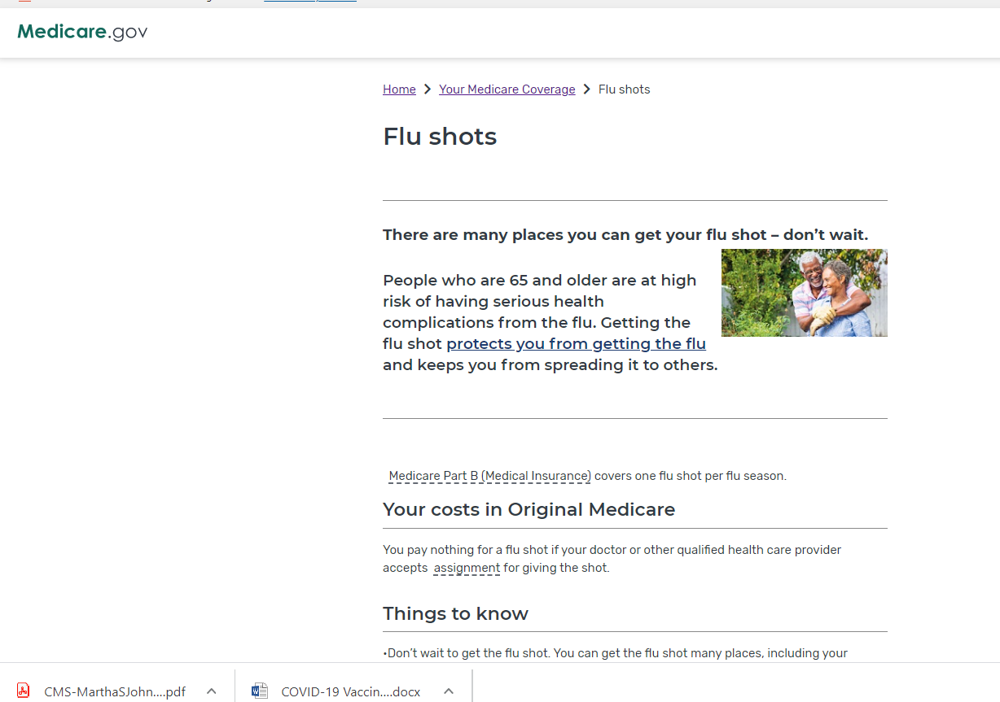 Medicare.gov
Home > Your Medicare Coverage > Flu shots
Flu shots
There are many places you can get your flu shot – don’t wait.
People who are 65 and older are at high
risk of having serious health
complications from the flu. Getting the
flu shot protects you from getting the flu
and keeps you from spreading it to others.
Medicare Part B (Medical Insurance) covers one flu shot per flu season.
Your costs in Original Medicare
You pay nothing for a flu shot if your doctor or other qualified health care provider
accepts assignment for giving the shot.
Things to know
•Don’t wait to get the flu shot. You can get the flu shot many places, including your
CMS-MarthaSJohn....pdf
COVID-19 Vaccin....docx